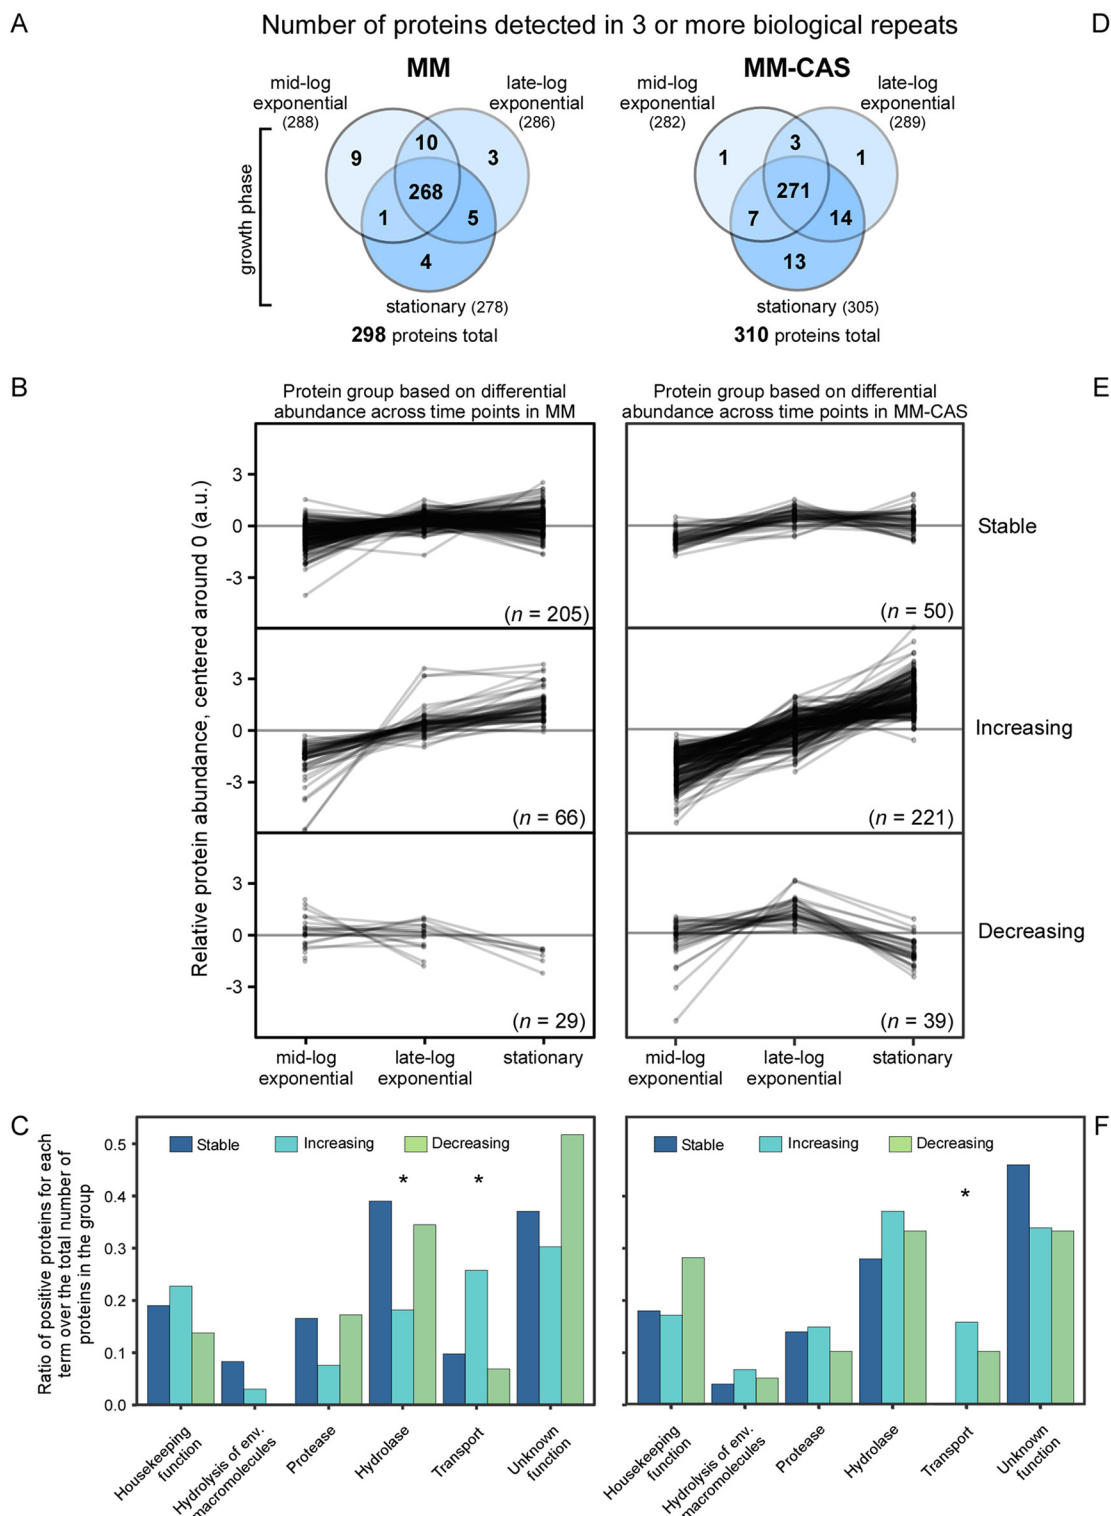 A
Number of proteins detected in 3 or more biological repeats
D
MM
MM-CAS
mid-log
exponential
(288)
late-log
exponential
(286)
mid-log
exponential
(282)
late-log
exponential
(289)
growth phase
9
10
3
268
1
5
4
1
3
1
271
7
14
13
stationary (278)
stationary (305)
298 proteins total
310 proteins total
B
Protein group based on differential
abundance across time points in MM
Protein group based on differential
abundance across time points in MM-CAS
E
Relative protein abundance, centered around 0 (a.u.)
3
0
-3
(n = 205)
(n = 50)
Stable
3
0
-3
(n = 66)
(n = 221)
Increasing
3
0
-3
(n = 29)
(n = 39)
Decreasing
mid-log
exponential
late-log
exponential
stationary
mid-log
exponential
late-log
exponential
stationary
C
F
Ratio of positive proteins for each
term over the total number of
proteins in the group
0.5
0.4
0.3
0.2
0.1
0.0
Stable
Increasing
Decreasing
*
*
Stable
Increasing
Decreasing
*
Housekeeping
function
Hydrolysis of env.
macromolecules
Protease
Hydrolase
Transport
Unknown
function
Housekeeping
function
Hydrolysis of env.
macromolecules
Protease
Hydrolase
Transport
Unknown
function